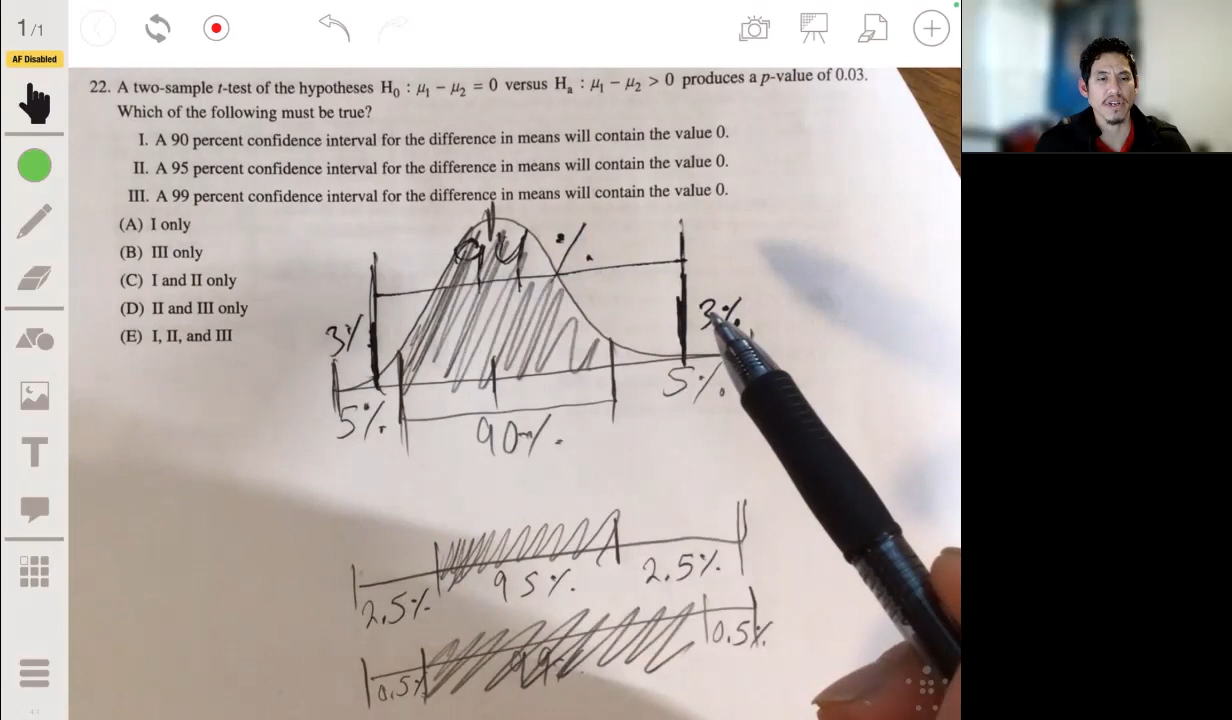 1/1
AF Disabled
22. A two-sample t-test of the hypotheses H₀ : μ₁ − μ₂ = 0 versus Hₐ : μ₁ − μ₂ > 0 produces a p-value of 0.03.
Which of the following must be true?
I. A 90 percent confidence interval for the difference in means will contain the value 0.
II. A 95 percent confidence interval for the difference in means will contain the value 0.
III. A 99 percent confidence interval for the difference in means will contain the value 0.
(A) I only
(B) III only
(C) I and II only
(D) II and III only
(E) I, II, and III
94%
3% 3%
5% 90%. 5%.
2.5% 95%. 2.5%.
0.5% 99% 0.5%
T